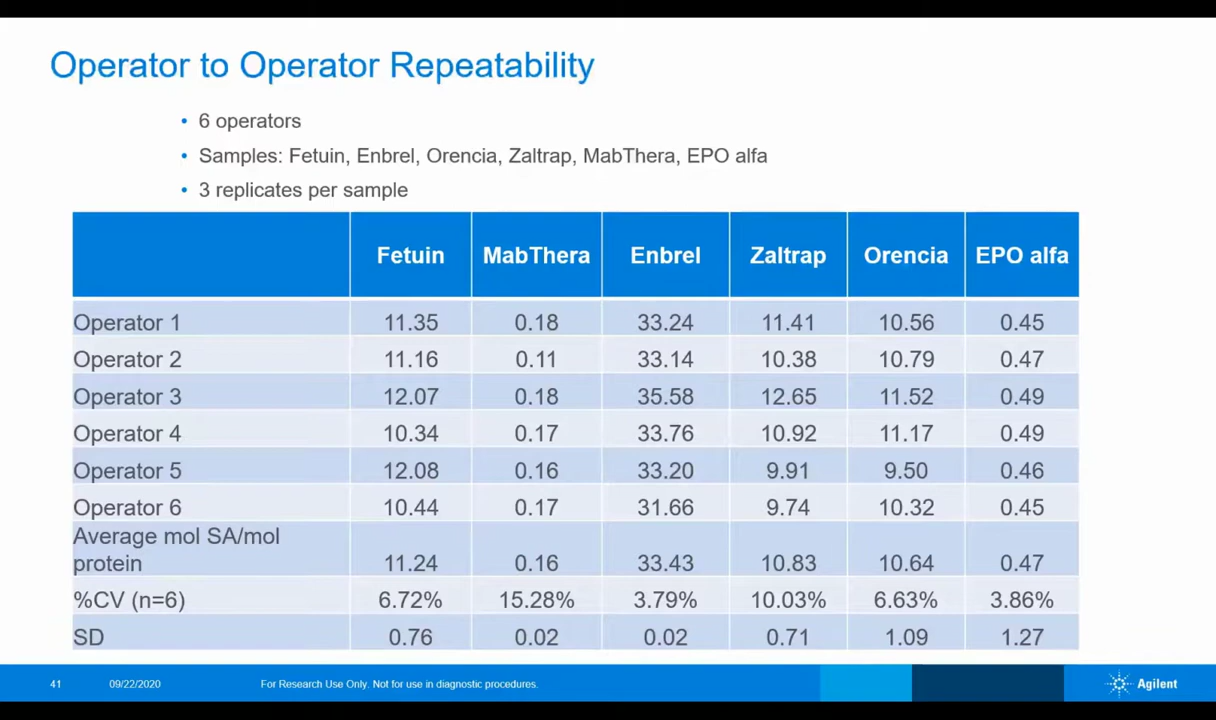 Operator to Operator Repeatability
• 6 operators
• Samples: Fetuin, Enbrel, Orencia, Zaltrap, MabThera, EPO alfa
• 3 replicates per sample
Fetuin MabThera Enbrel Zaltrap Orencia EPO alfa
Operator 1 11.35 0.18 33.24 11.41 10.56 0.45
Operator 2 11.16 0.11 33.14 10.38 10.79 0.47
Operator 3 12.07 0.18 35.58 12.65 11.52 0.49
Operator 4 10.34 0.17 33.76 10.92 11.17 0.49
Operator 5 12.08 0.16 33.20 9.91 9.50 0.46
Operator 6 10.44 0.17 31.66 9.74 10.32 0.45
Average mol SA/mol
protein 11.24 0.16 33.43 10.83 10.64 0.47
%CV (n=6) 6.72% 15.28% 3.79% 10.03% 6.63% 3.86%
SD 0.76 0.02 0.02 0.71 1.09 1.27
41 09/22/2020 For Research Use Only. Not for use in diagnostic procedures. Agilent